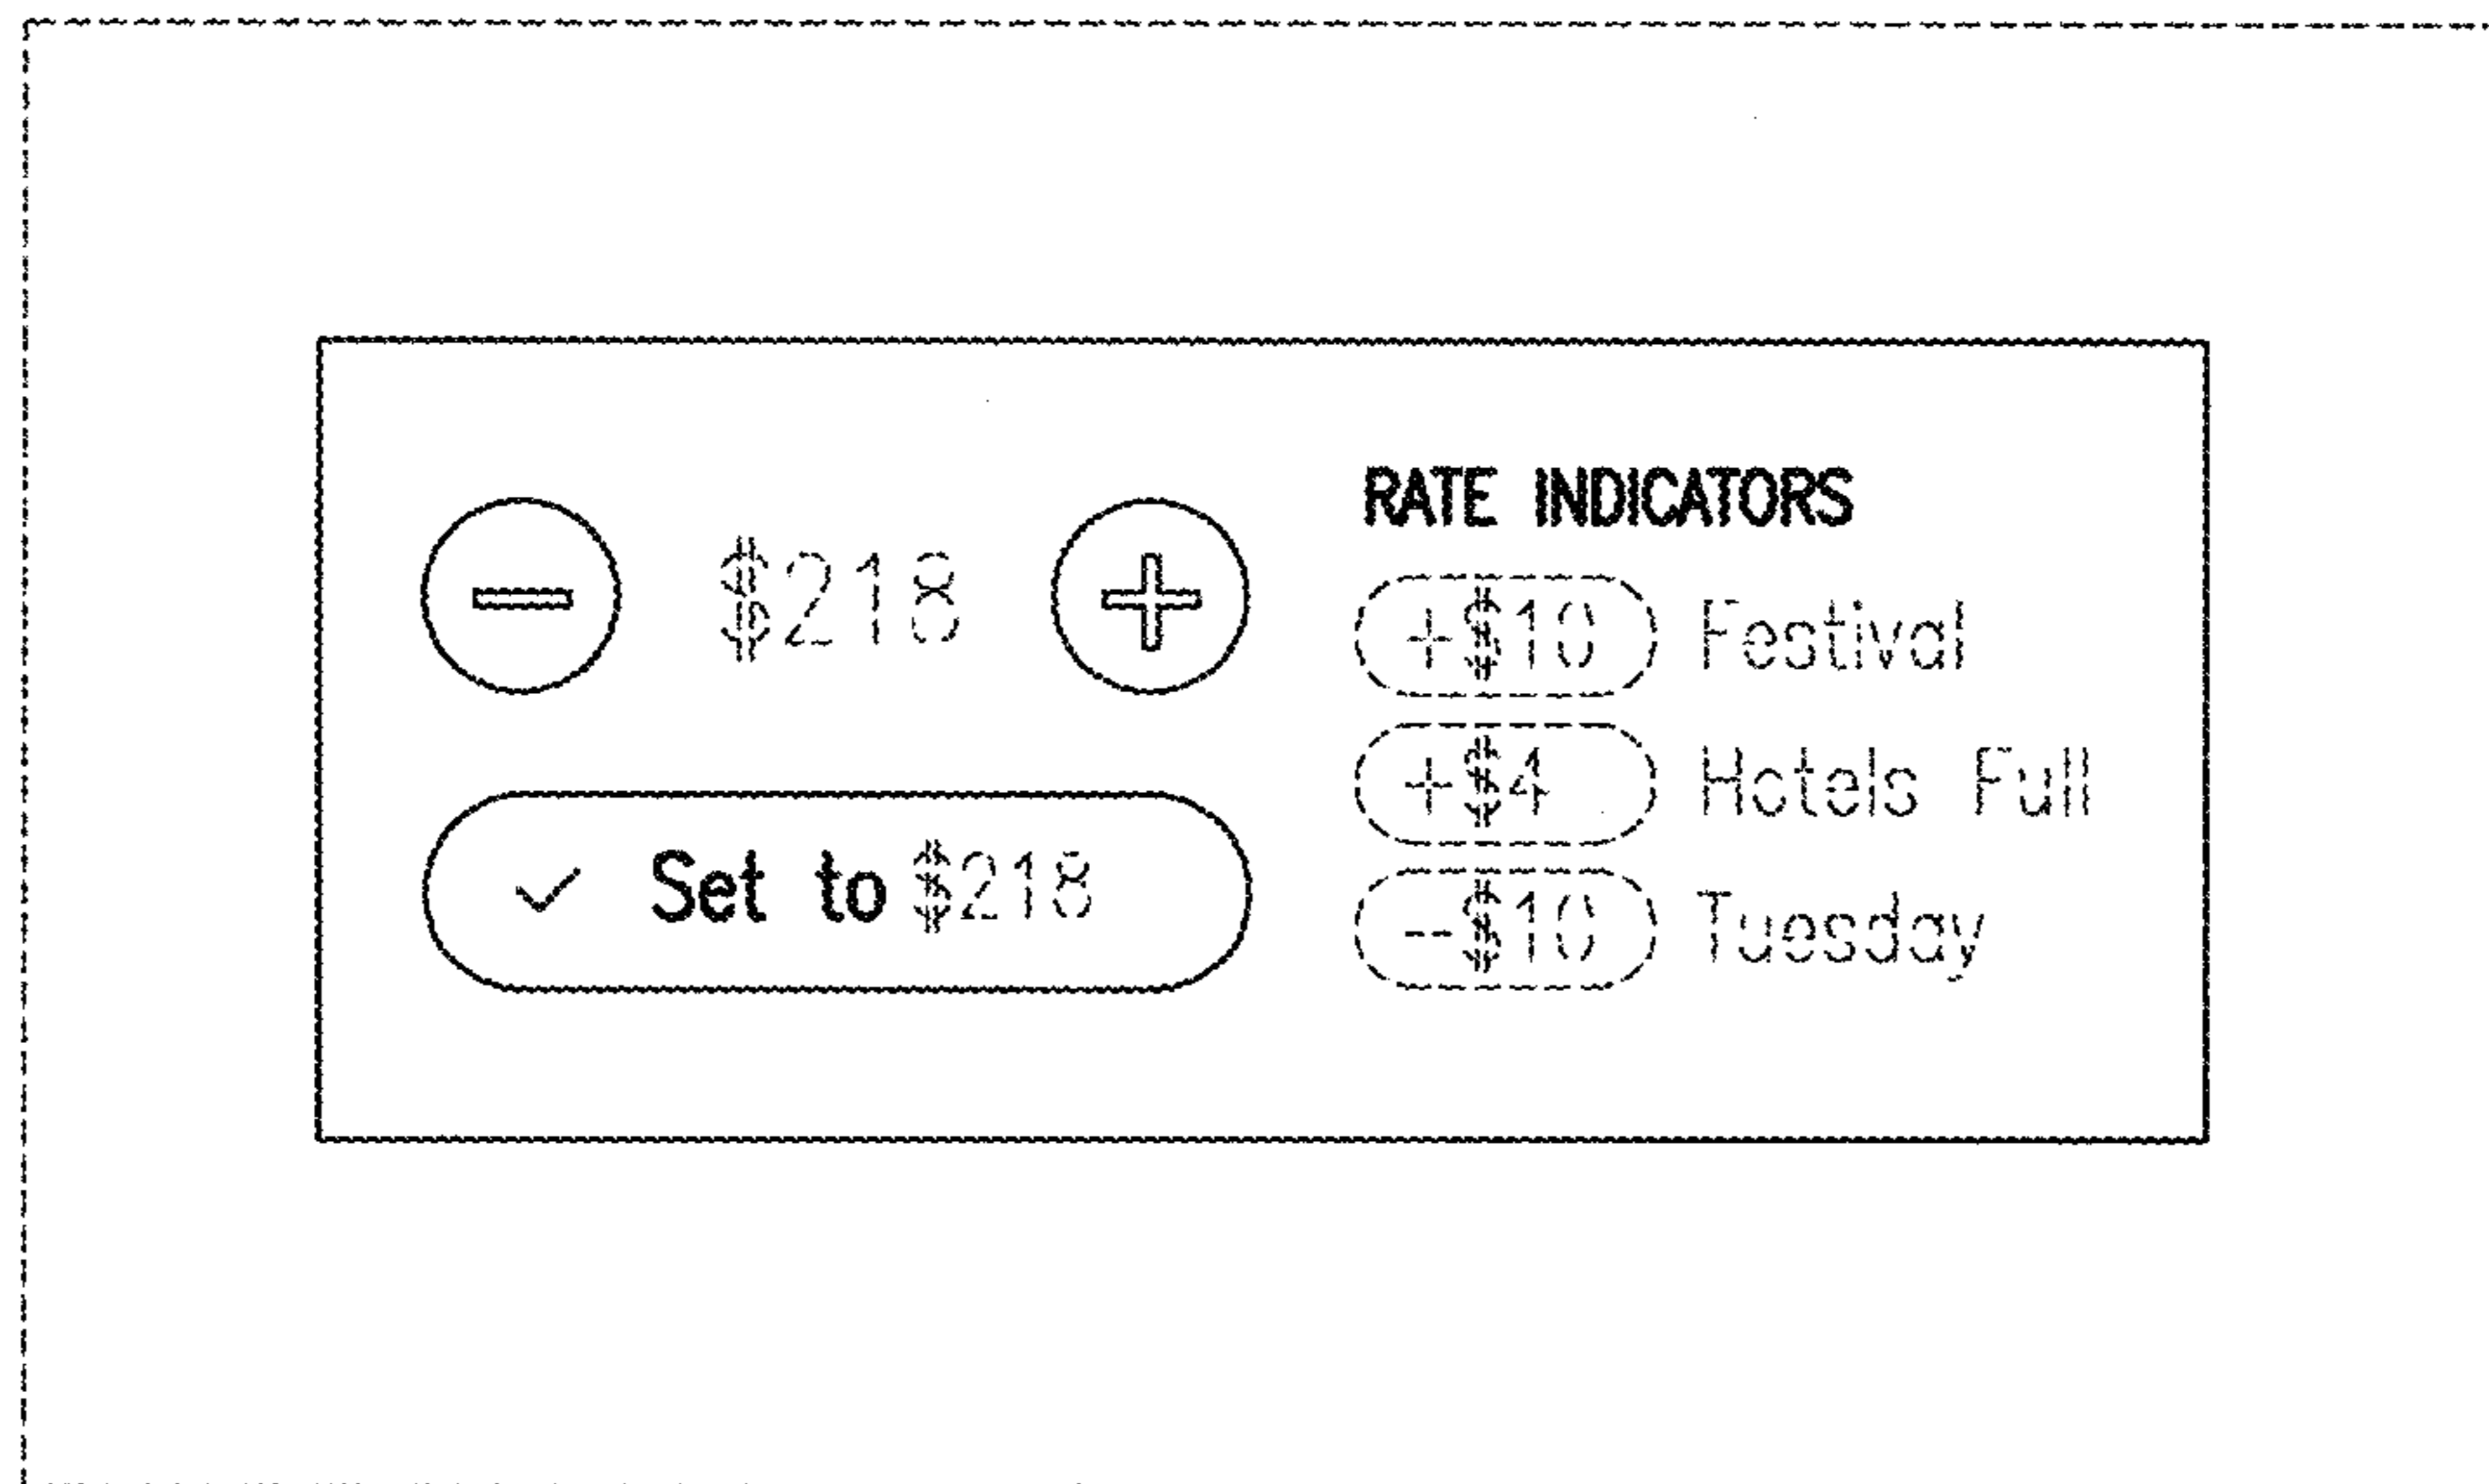 − $218 +
✓ Set to $218
RATE INDICATORS
+$10 Festival
+$4 Hotels Full
-$10 Tuesday